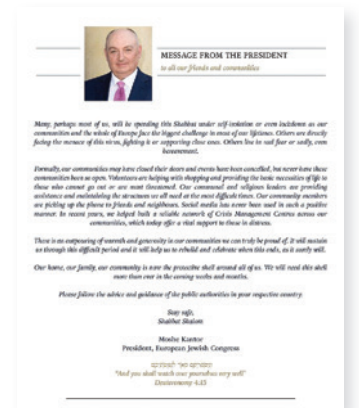 MESSAGE FROM THE PRESIDENT
to all our friends and communities
Many, perhaps most of us, will be spending this Shabbat under self-isolation or even lockdown as our
communities and the whole of Europe face the biggest challenge in most of our lifetimes. Others are directly
facing the menace of this virus, fighting it or supporting close ones. Others live in sad fear or sadly, even
bereavement.
Formally, our communities may have closed their doors and events have been cancelled, but never have these
communities been so open. Volunteers are helping with shopping and providing the basic necessities of life to
those who cannot go out or are most threatened. Our communal and religious leaders are providing
assistance and maintaining the structures we all need at the most difficult times. Our community members
are picking up the phone to friends and neighbours. Social media has never been used in such a positive
manner. In recent years, we helped built a reliable network of Crisis Management Centres across our
communities, which today offer a vital support to those in distress.
There is an outpouring of warmth and generosity in our communities we can truly be proud of. It will sustain
us through this difficult period and it will help us to rebuild and celebrate when this ends, as it surely will.
Our home, our family, our community is now the protective shell around all of us. We will need this shell
more than ever in the coming weeks and months.
Please follow the advice and guidance of the public authorities in your respective country.
Stay safe,
Shabbat Shalom
Moshe Kantor
President, European Jewish Congress
"And you shall watch over yourselves very well"
Deuteronomy 4:15